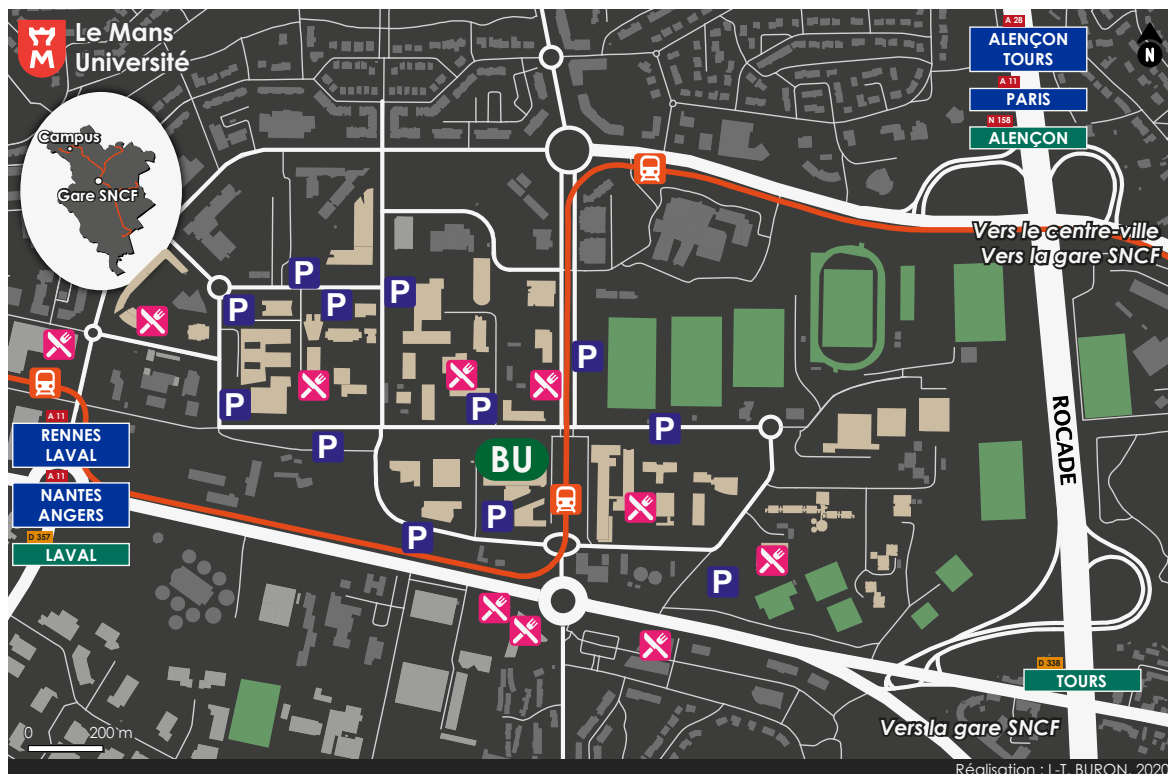 Le Mans
Université
Campus
Gare SNCF
A 28
ALENÇON
TOURS
A 11
PARIS
N 158
ALENÇON
N
Vers le centre-ville
Vers la gare SNCF
P
P
P
P
P
P
P
P
P
ROCADE
A 11
RENNES
LAVAL
BU
A 11
NANTES
ANGERS
P
P
D 357
LAVAL
P
D 338
TOURS
Vers la gare SNCF
0 200 m
Réalisation : J.-T. BURON, 2020